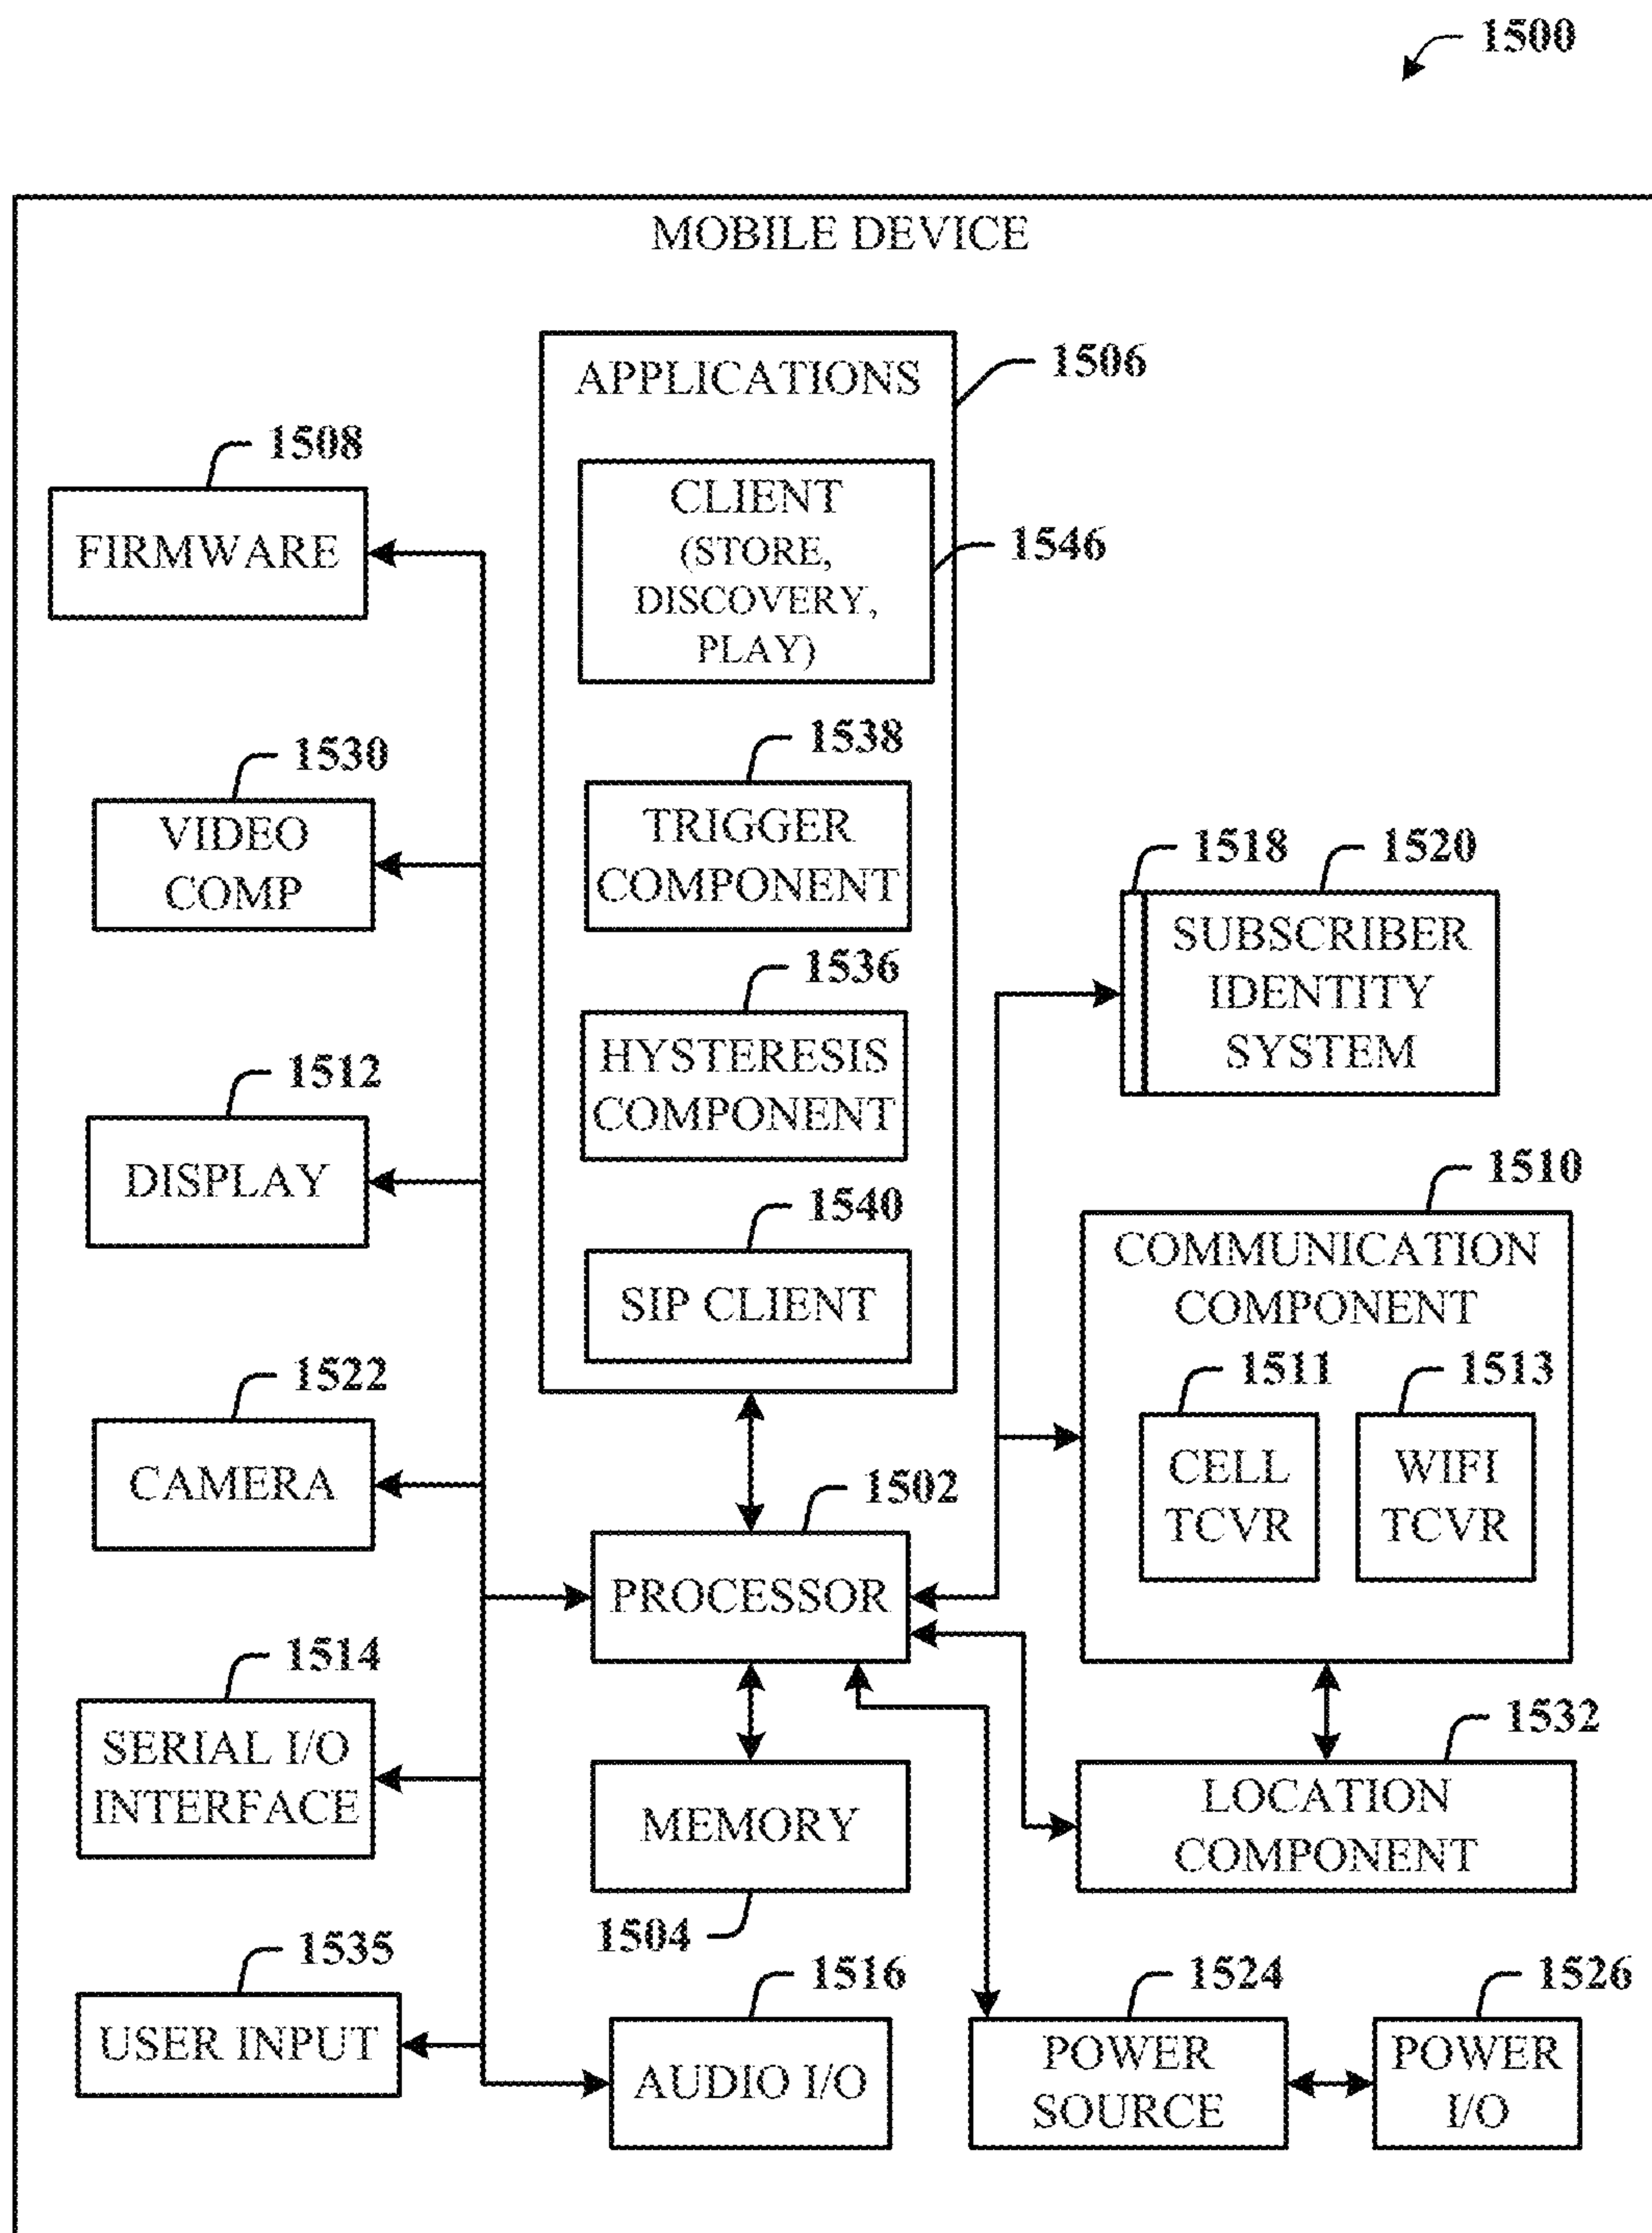 1500
MOBILE DEVICE
APPLICATIONS
1506
CLIENT
(STORE,
DISCOVERY,
PLAY)
1546
1538
TRIGGER
COMPONENT
1536
HYSTERESIS
COMPONENT
1540
SIP CLIENT
1508
FIRMWARE
1530
VIDEO
COMP
1512
DISPLAY
1522
CAMERA
1514
SERIAL I/O
INTERFACE
1535
USER INPUT
1502
PROCESSOR
MEMORY
1504
1516
AUDIO I/O
1518
1520
SUBSCRIBER
IDENTITY
SYSTEM
1510
COMMUNICATION
COMPONENT
1511
CELL
TCVR
1513
WIFI
TCVR
1532
LOCATION
COMPONENT
1524
POWER
SOURCE
1526
POWER
I/O